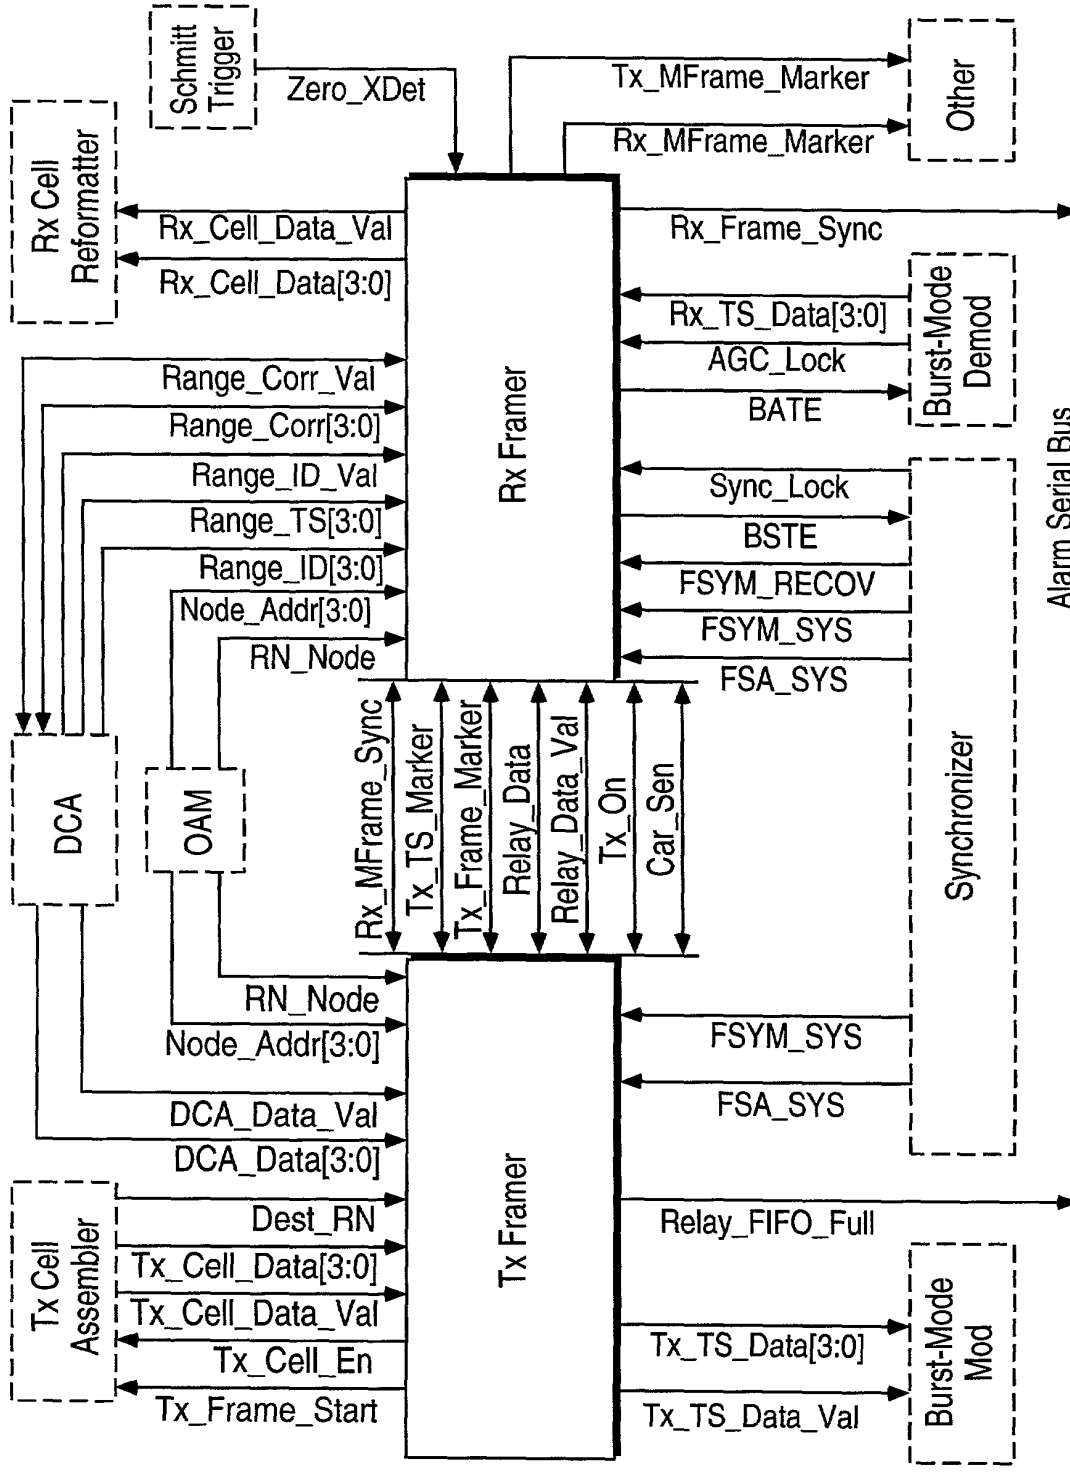 Schmitt
Trigger
Zero_XDet
Tx_MFrame_Marker
Rx_MFrame_Marker
Other
Rx Cell
Reformatter
Rx_Cell_Data_Val
Rx_Cell_Data[3:0]
Range_Corr_Val
Range_Corr[3:0]
Range_ID_Val
Range_TS[3:0]
Range_ID[3:0]
Node_Addr[3:0]
RN_Node
Rx Framer
Rx_Frame_Sync
Rx_TS_Data[3:0]
AGC_Lock
BATE
Burst-Mode
Demod
Sync_Lock
BSTE
FSYM_RECOV
FSYM_SYS
FSA_SYS
Alarm Serial Bus
DCA
OAM
Rx_MFrame_Sync
Tx_TS_Marker
Tx_Frame_Marker
Relay_Data
Relay_Data_Val
Tx_On
Car_Sen
Synchronizer
RN_Node
Node_Addr[3:0]
DCA_Data_Val
DCA_Data[3:0]
FSYM_SYS
FSA_SYS
Tx Cell
Assembler
Dest_RN
Tx_Cell_Data[3:0]
Tx_Cell_Data_Val
Tx_Cell_En
Tx_Frame_Start
Tx Framer
Relay_FIFO_Full
Tx_TS_Data[3:0]
Tx_TS_Data_Val
Burst-Mode
Mod